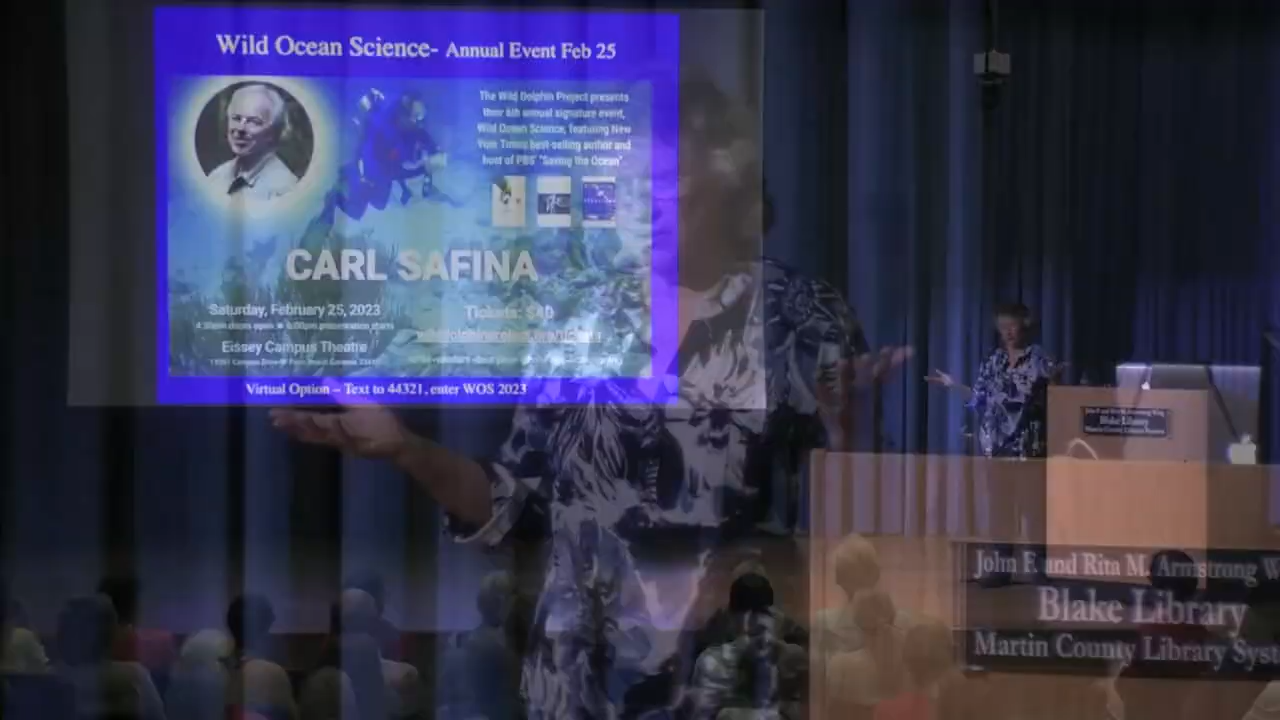 Wild Ocean Science- Annual Event Feb 25
The Wild Dolphin Project presents
their 6th annual signature event,
Wild Ocean Science, featuring New
York Times best-selling author and
host of PBS' "Saving the Ocean"
CARL SAFINA
Saturday, February 25, 2023
Tickets: $40
Eissey Campus Theatre
Virtual Option – Text to 44321, enter WOS 2023
Blake Library
John F. and Rita M. Armstrong W
Blake Library
Martin County Library Syst